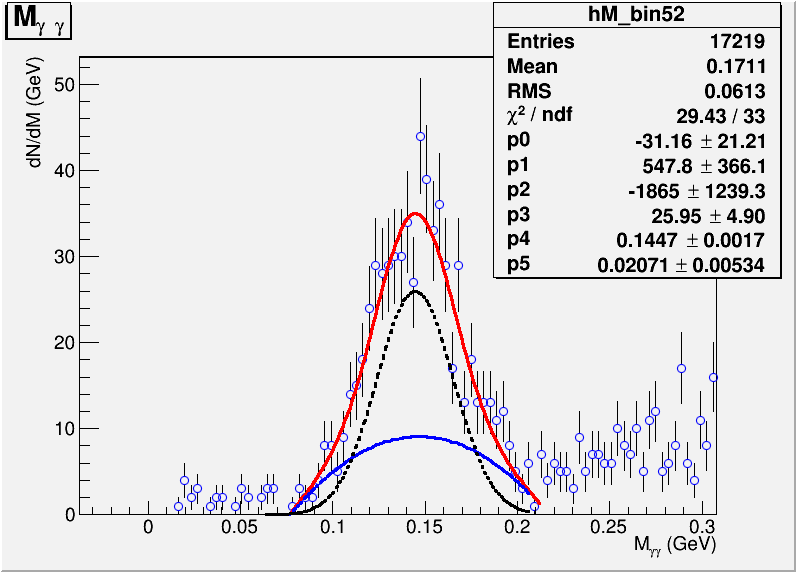 M_γ γ
hM_bin52
Entries 17219
Mean 0.1711
RMS 0.0613
χ² / ndf 29.43 / 33
p0 -31.16 ± 21.21
p1 547.8 ± 366.1
p2 -1865 ± 1239.3
p3 25.95 ± 4.90
p4 0.1447 ± 0.0017
p5 0.02071 ± 0.00534
dN/dM (GeV)
50
40
30
20
10
0
0 0.05 0.1 0.15 0.2 0.25 0.3
M_γγ (GeV)